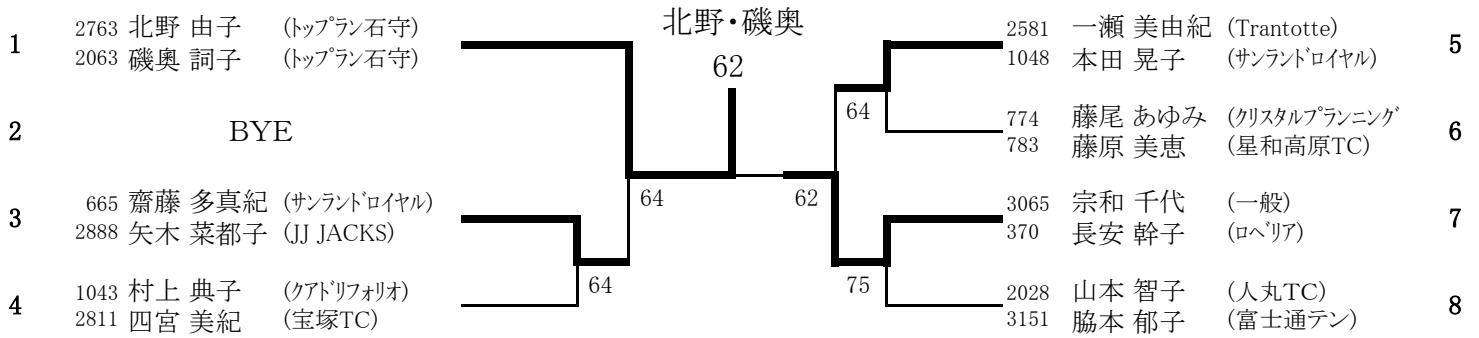 北野・磯奥
62
1
2763 北野 由子 (トップラン石守)
2063 磯奥 詞子 (トップラン石守)
2
BYE
3
665 齋藤 多真紀 (サンランドロイヤル)
2888 矢木 菜都子 (JJ JACKS)
4
1043 村上 典子 (クアドリフォリオ)
2811 四宮 美紀 (宝塚TC)
64
64
2581 一瀬 美由紀 (Trantotte)
1048 本田 晃子 (サンランドロイヤル)
5
64
774 藤尾 あゆみ (クリスタルプランニング
783 藤原 美恵 (星和高原TC)
6
62
3065 宗和 千代 (一般)
370 長安 幹子 (ロベリア)
7
75
2028 山本 智子 (人丸TC)
3151 脇本 郁子 (富士通テン)
8